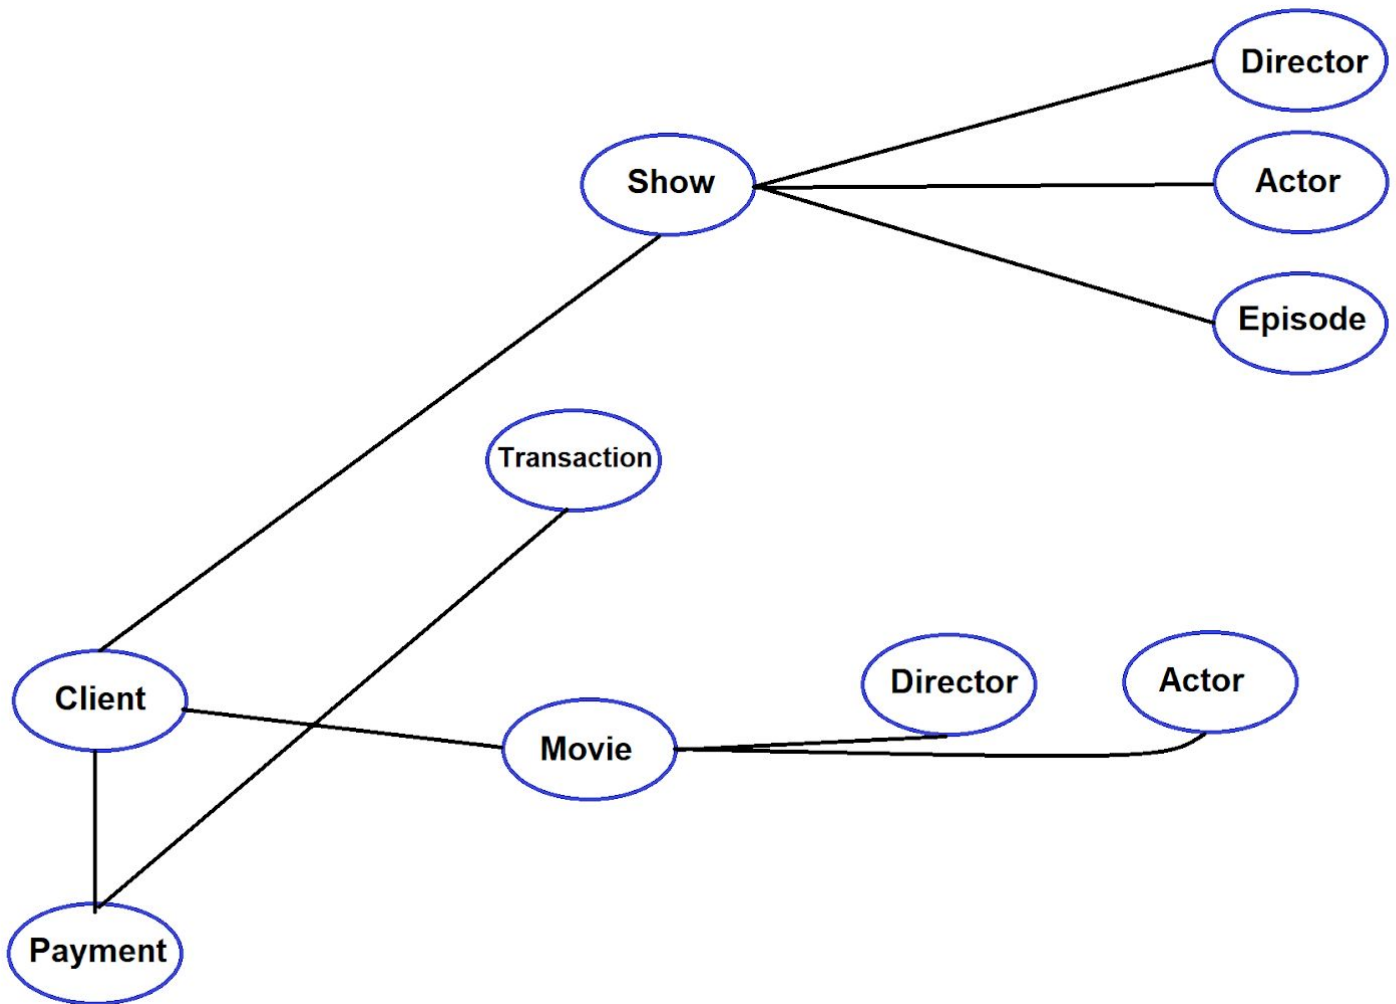 Director
Show
Actor
Episode
Transaction
Client
Director
Actor
Movie
Payment